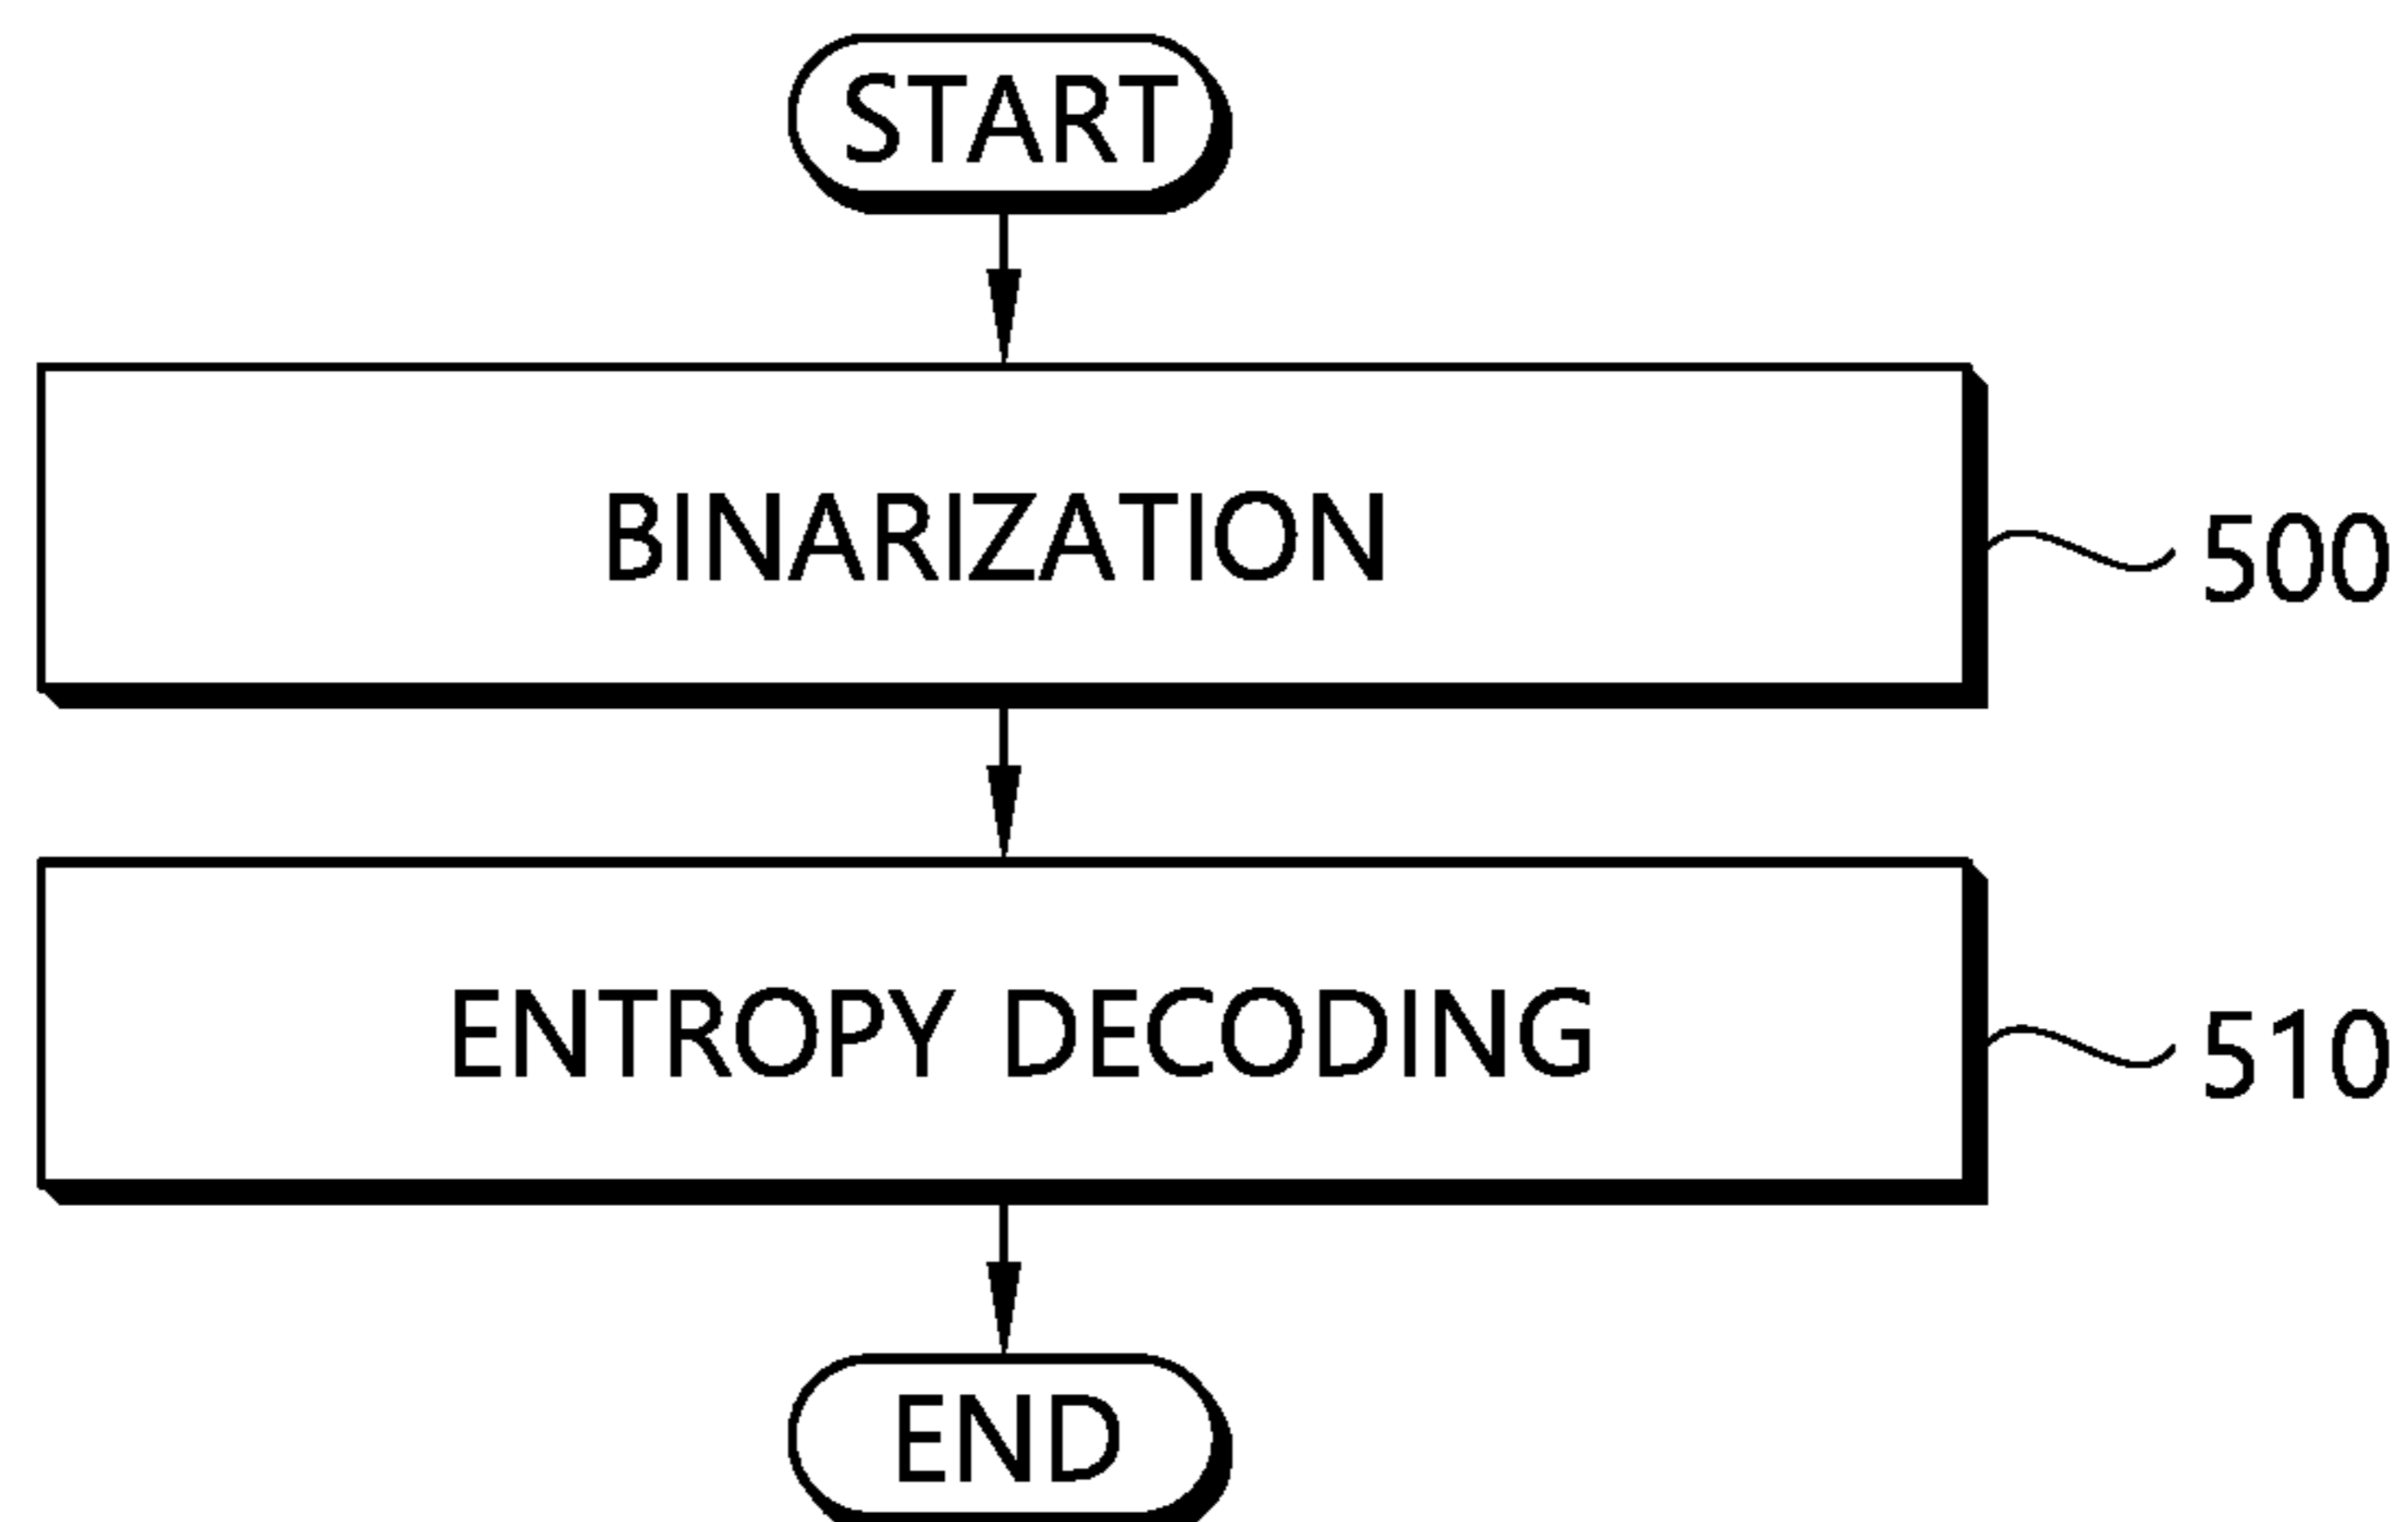 START
BINARIZATION
500
ENTROPY DECODING
510
END